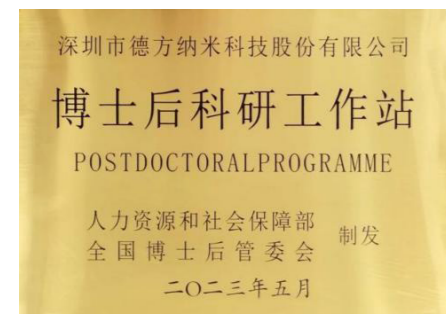 深圳市德方纳米科技股份有限公司
博士后科研工作站
POSTDOCTORALPROGRAMME
人力资源和社会保障部
全国博士后管委会
制发
二〇二三年五月